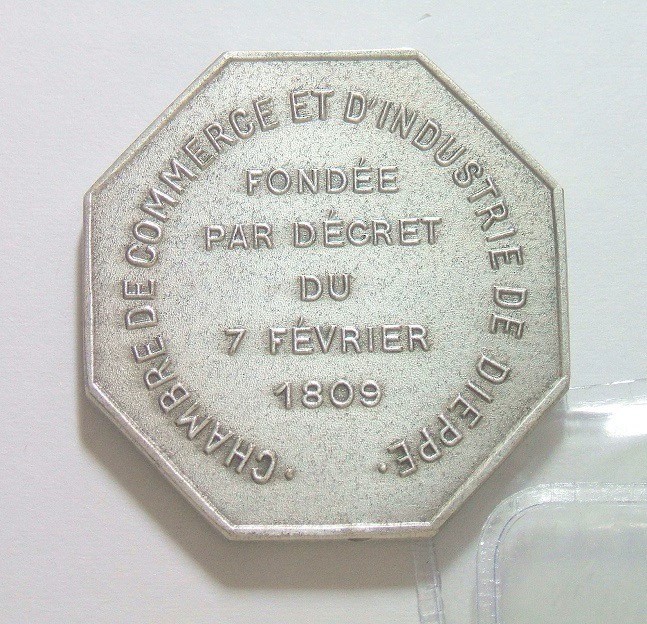 · CHAMBRE DE COMMERCE ET D'INDUSTRIE DE DIEPPE ·
FONDÉE
PAR DÉCRET
DU
7 FÉVRIER
1809